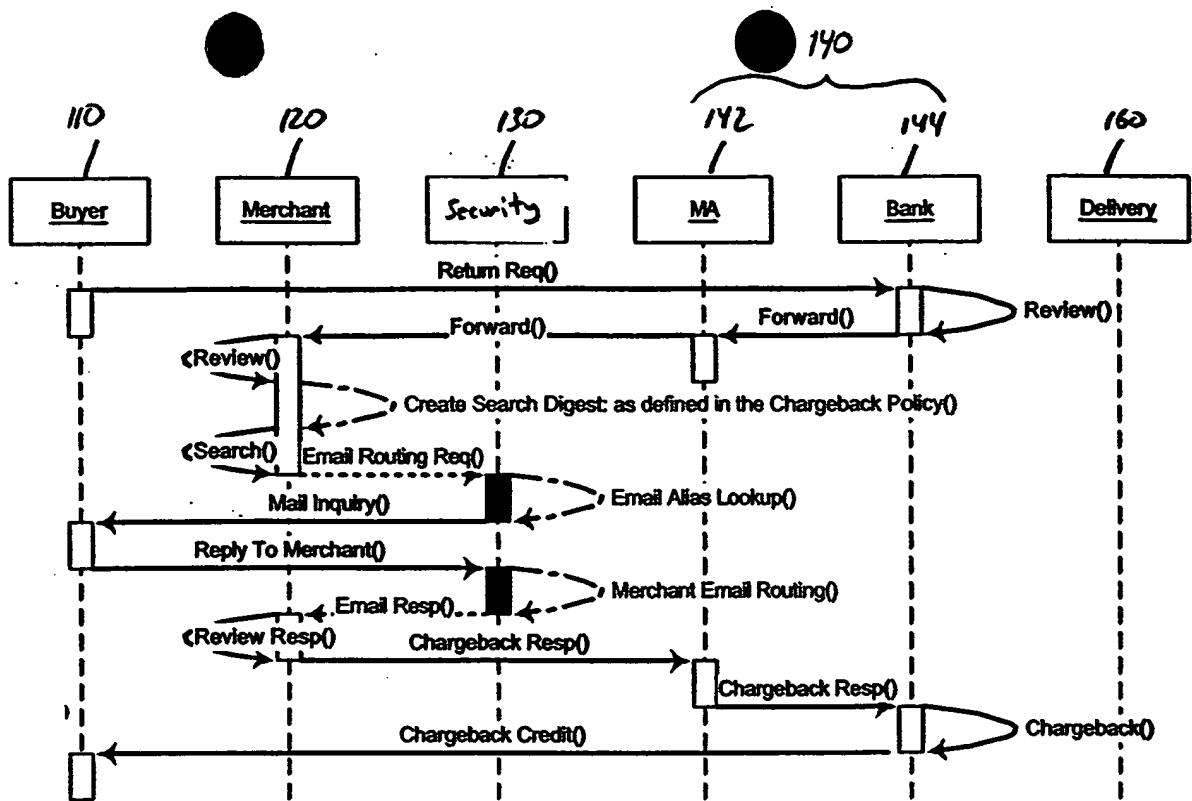 140
110 120 130 142 144 160
Buyer Merchant Security MA Bank Delivery
Return Req()
Review()
Forward() Forward()
Review()
Create Search Digest: as defined in the Chargeback Policy()
Search() Email Routing Req()
Email Alias Lookup()
Mail Inquiry()
Reply To Merchant()
Merchant Email Routing()
Email Resp()
Review Resp() Chargeback Resp()
Chargeback Resp()
Chargeback()
Chargeback Credit()